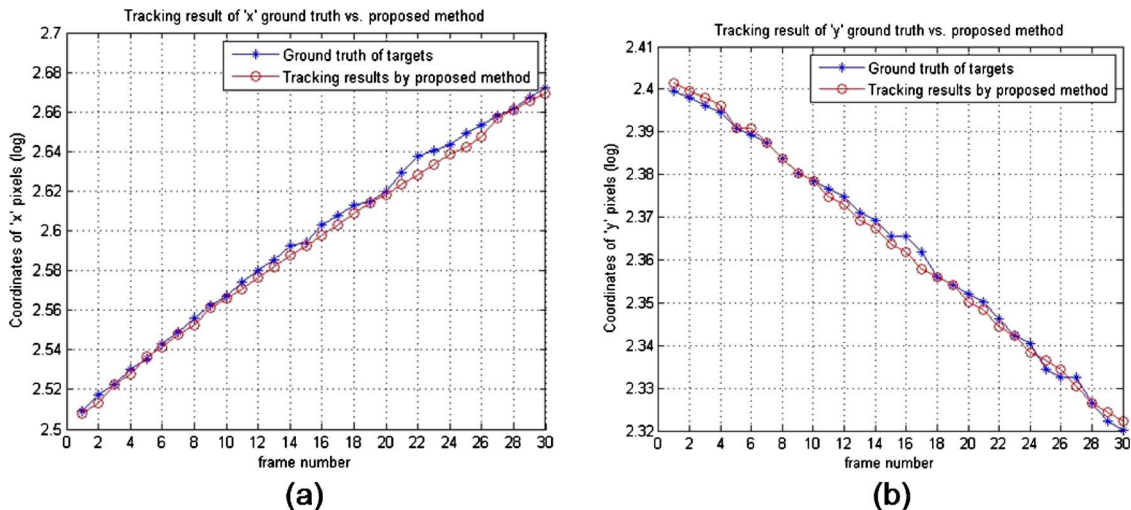 Tracking result of 'x' ground truth vs. proposed method
2.7
2.68
2.66
2.64
2.62
2.6
2.58
2.56
2.54
2.52
2.5
Coordinates of 'x' pixels (log)
Ground truth of targets
Tracking results by proposed method
0 2 4 6 8 10 12 14 16 18 20 22 24 26 28 30
frame number
(a)
Tracking result of 'y' ground truth vs. proposed method
2.41
2.4
2.39
2.38
2.37
2.36
2.35
2.34
2.33
2.32
Coordinates of 'y' pixels (log)
Ground truth of targets
Tracking results by proposed method
0 2 4 6 8 10 12 14 16 18 20 22 24 26 28 30
frame number
(b)